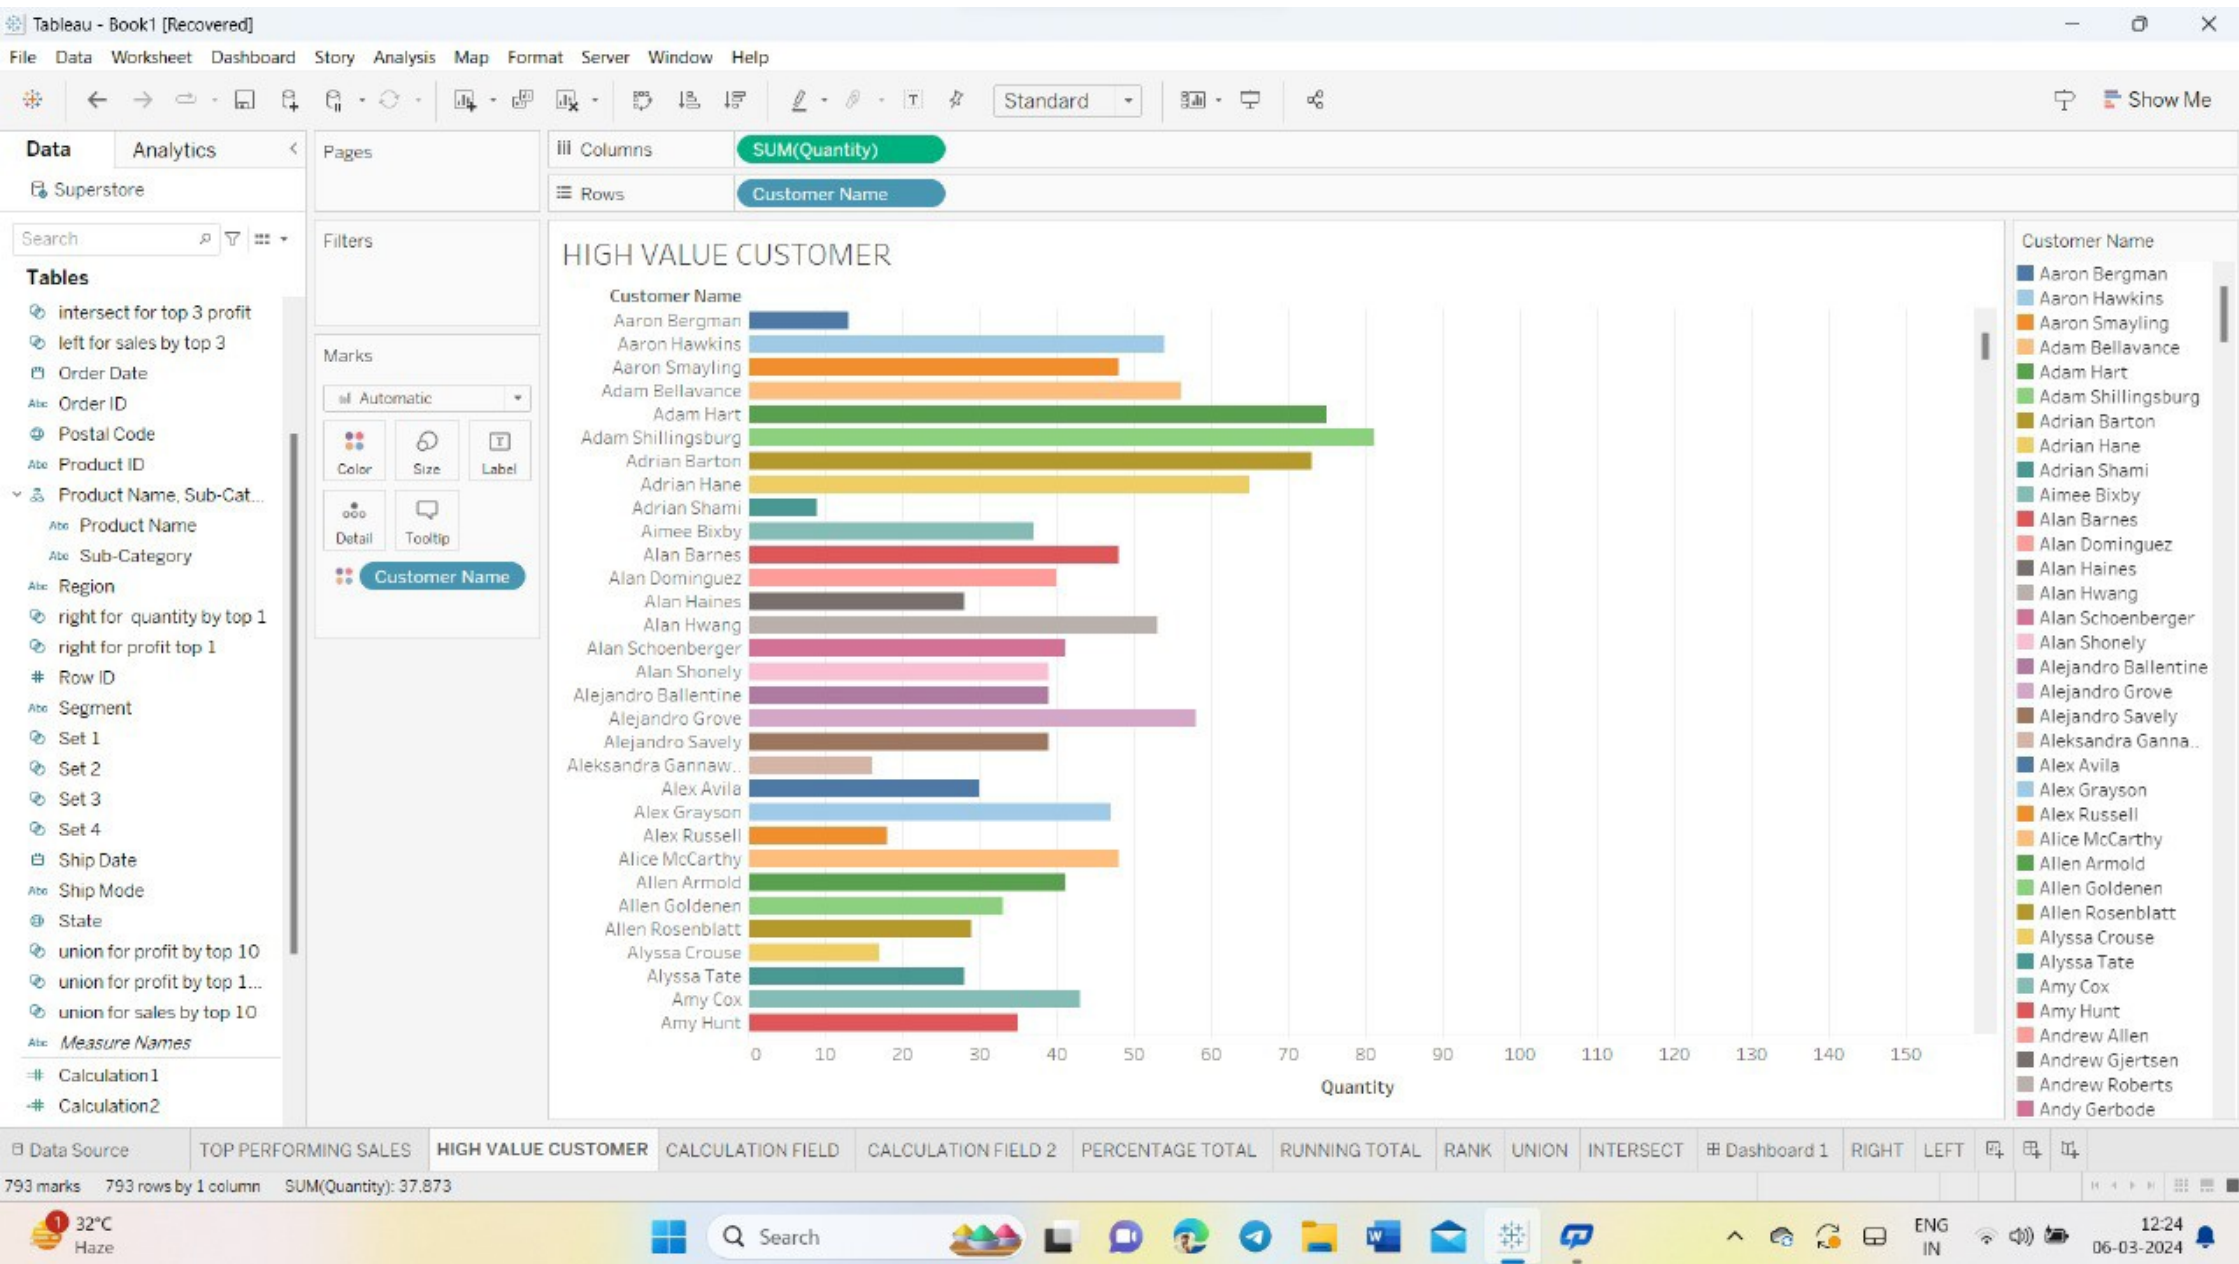 Tableau - Book1 [Recovered]
File Data Worksheet Dashboard Story Analysis Map Format Server Window Help
Standard
Show Me
Data Analytics
Superstore
Search
Tables
intersect for top 3 profit
left for sales by top 3
Order Date
Abc Order ID
Postal Code
Abc Product ID
Product Name, Sub-Cat...
Abc Product Name
Abc Sub-Category
Abc Region
right for quantity by top 1
right for profit top 1
# Row ID
Abc Segment
Set 1
Set 2
Set 3
Set 4
Ship Date
Abc Ship Mode
State
union for profit by top 10
union for profit by top 1...
union for sales by top 10
Abc Measure Names
=# Calculation1
=# Calculation2
Pages
Filters
Marks
Automatic
Color Size Label
Detail Tooltip
Customer Name
Columns SUM(Quantity)
Rows Customer Name
HIGH VALUE CUSTOMER
Customer Name
Aaron Bergman
Aaron Hawkins
Aaron Smayling
Adam Bellavance
Adam Hart
Adam Shillingsburg
Adrian Barton
Adrian Hane
Adrian Shami
Aimee Bixby
Alan Barnes
Alan Dominguez
Alan Haines
Alan Hwang
Alan Schoenberger
Alan Shonely
Alejandro Ballentine
Alejandro Grove
Alejandro Savely
Aleksandra Gannaw..
Alex Avila
Alex Grayson
Alex Russell
Alice McCarthy
Allen Armold
Allen Goldenen
Allen Rosenblatt
Alyssa Crouse
Alyssa Tate
Amy Cox
Amy Hunt
0 10 20 30 40 50 60 70 80 90 100 110 120 130 140 150
Quantity
Customer Name
Aaron Bergman
Aaron Hawkins
Aaron Smayling
Adam Bellavance
Adam Hart
Adam Shillingsburg
Adrian Barton
Adrian Hane
Adrian Shami
Aimee Bixby
Alan Barnes
Alan Dominguez
Alan Haines
Alan Hwang
Alan Schoenberger
Alan Shonely
Alejandro Ballentine
Alejandro Grove
Alejandro Savely
Aleksandra Ganna..
Alex Avila
Alex Grayson
Alex Russell
Alice McCarthy
Allen Armold
Allen Goldenen
Allen Rosenblatt
Alyssa Crouse
Alyssa Tate
Amy Cox
Amy Hunt
Andrew Allen
Andrew Gjertsen
Andrew Roberts
Andy Gerbode
Data Source TOP PERFORMING SALES HIGH VALUE CUSTOMER CALCULATION FIELD CALCULATION FIELD 2 PERCENTAGE TOTAL RUNNING TOTAL RANK UNION INTERSECT Dashboard 1 RIGHT LEFT
793 marks 793 rows by 1 column SUM(Quantity): 37.873
1
32°C
Haze
Search
ENG
IN
12:24
06-03-2024